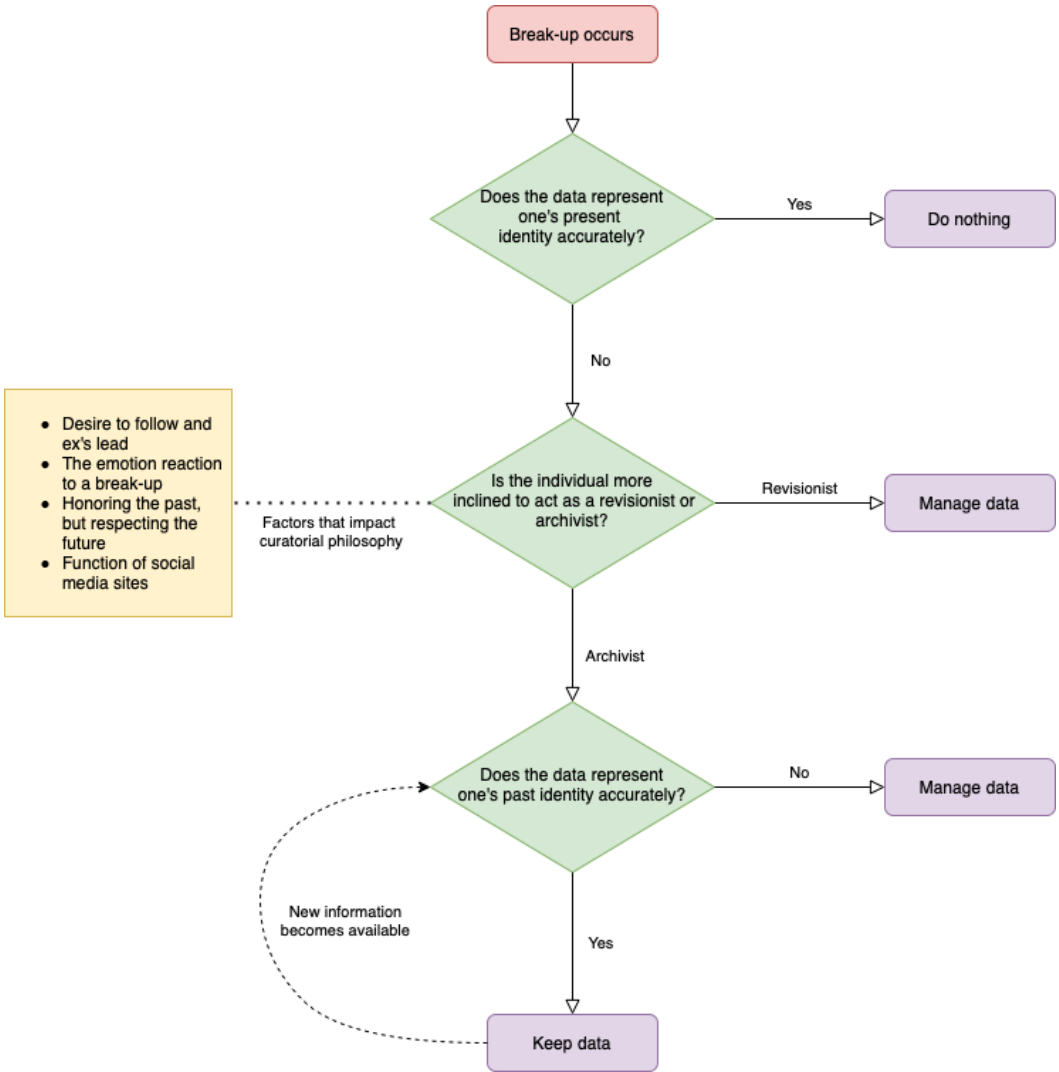 Break-up occurs
Does the data represent
one's present
identity accurately?
Yes
Do nothing
No
● Desire to follow and
ex's lead
● The emotion reaction
to a break-up
● Honoring the past,
but respecting the
future
● Function of social
media sites
Factors that impact
curatorial philosophy
Is the individual more
inclined to act as a revisionist or
archivist?
Revisionist
Manage data
Archivist
Does the data represent
one's past identity accurately?
No
Manage data
New information
becomes available
Yes
Keep data